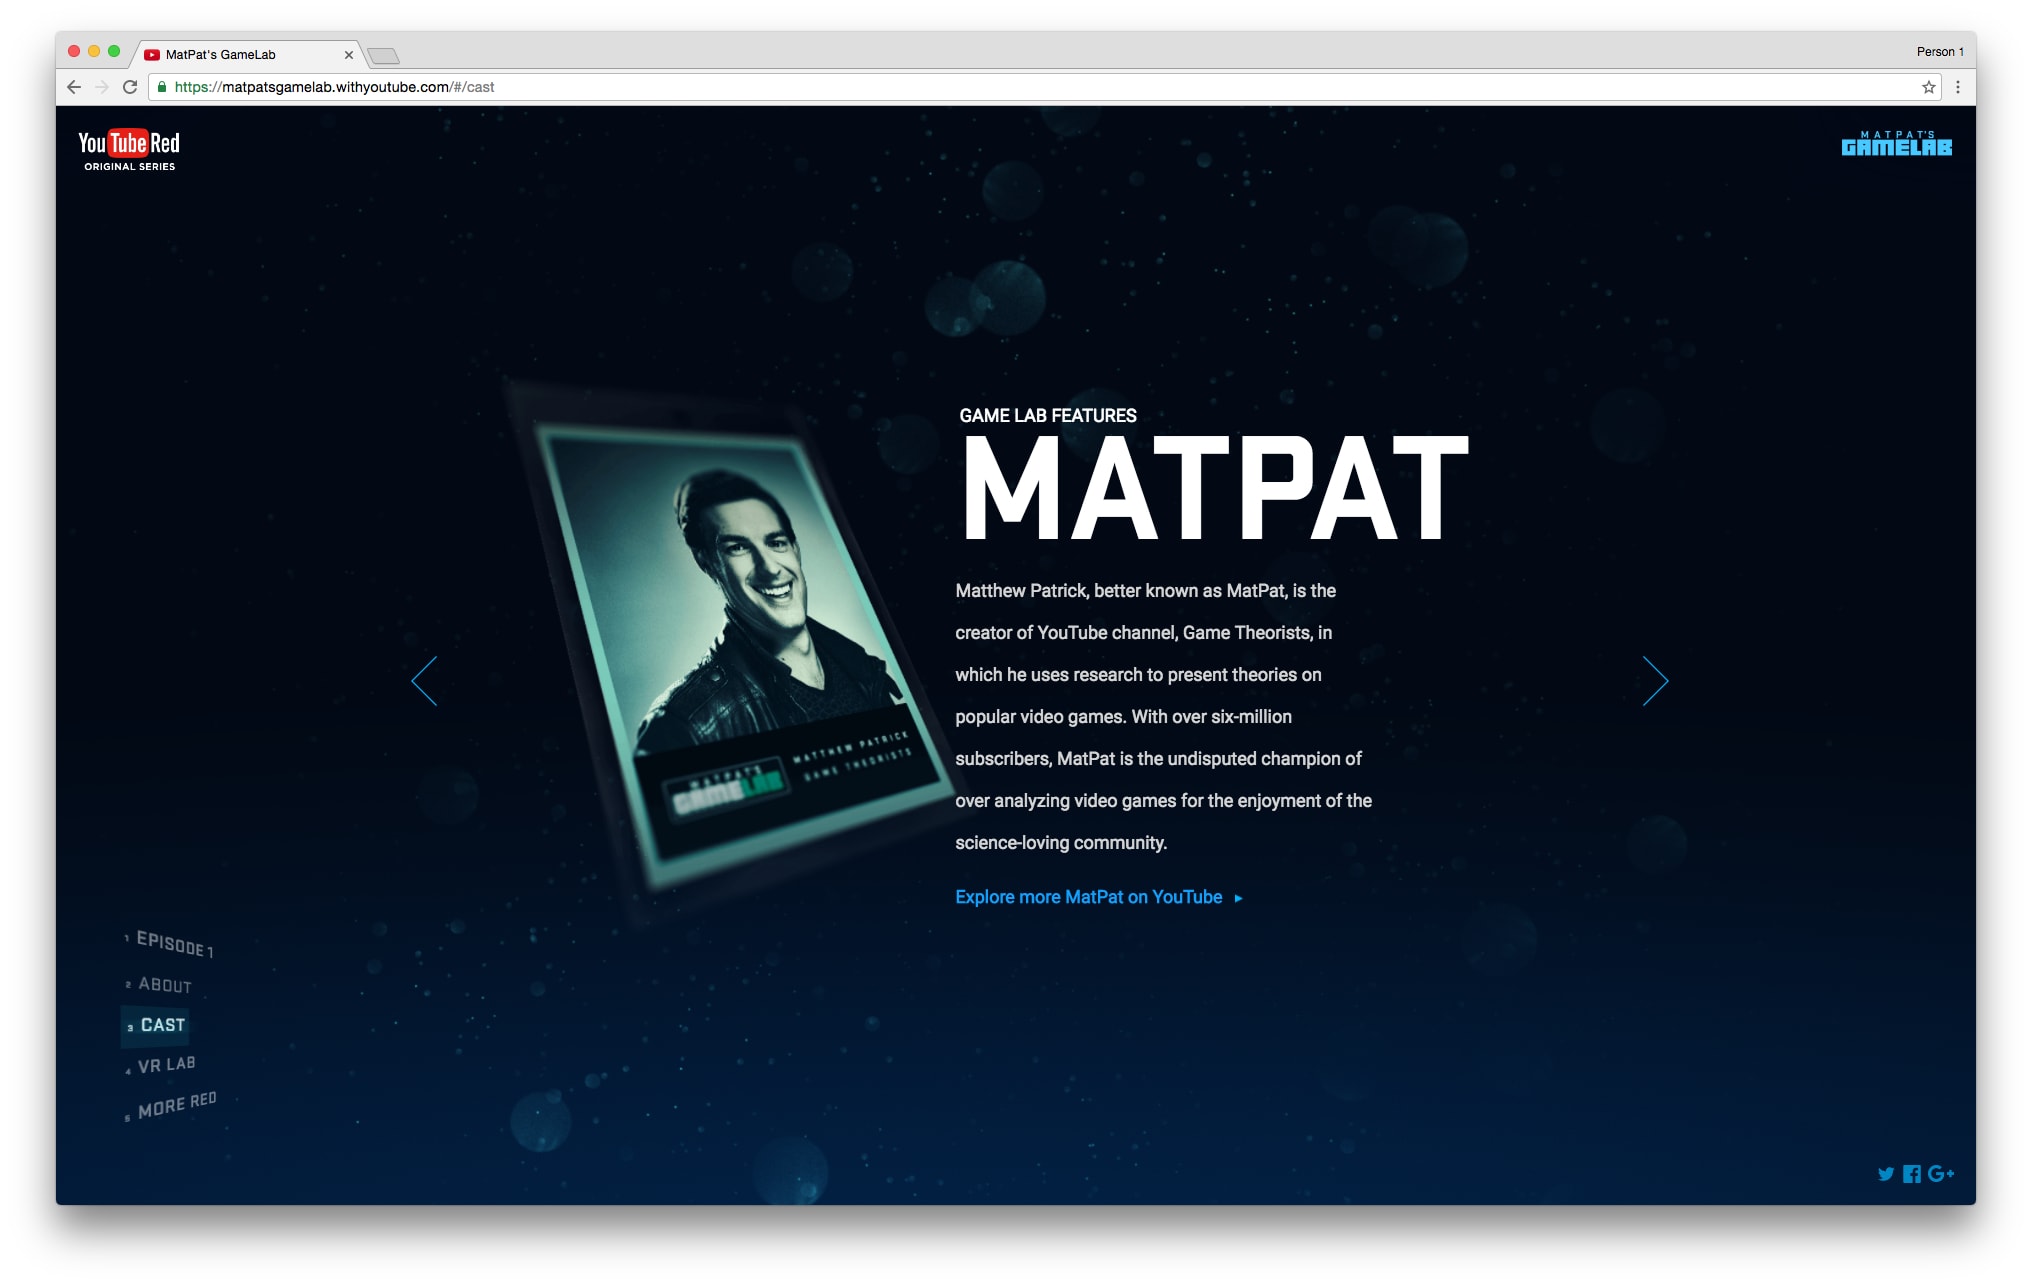 MatPat's GameLab
Person 1
https://matpatsgamelab.withyoutube.com/#/cast
YouTube Red
ORIGINAL SERIES
MATPAT'S
GAMELAB
GAME LAB FEATURES
MATPAT
Matthew Patrick, better known as MatPat, is the
creator of YouTube channel, Game Theorists, in
which he uses research to present theories on
popular video games. With over six-million
subscribers, MatPat is the undisputed champion of
over analyzing video games for the enjoyment of the
science-loving community.
Explore more MatPat on YouTube
MATPAT'S
GAMELAB
MATTHEW PATRICK
GAME THEORISTS
1 EPISODE 1
2 ABOUT
3 CAST
4 VR LAB
5 MORE RED
G+